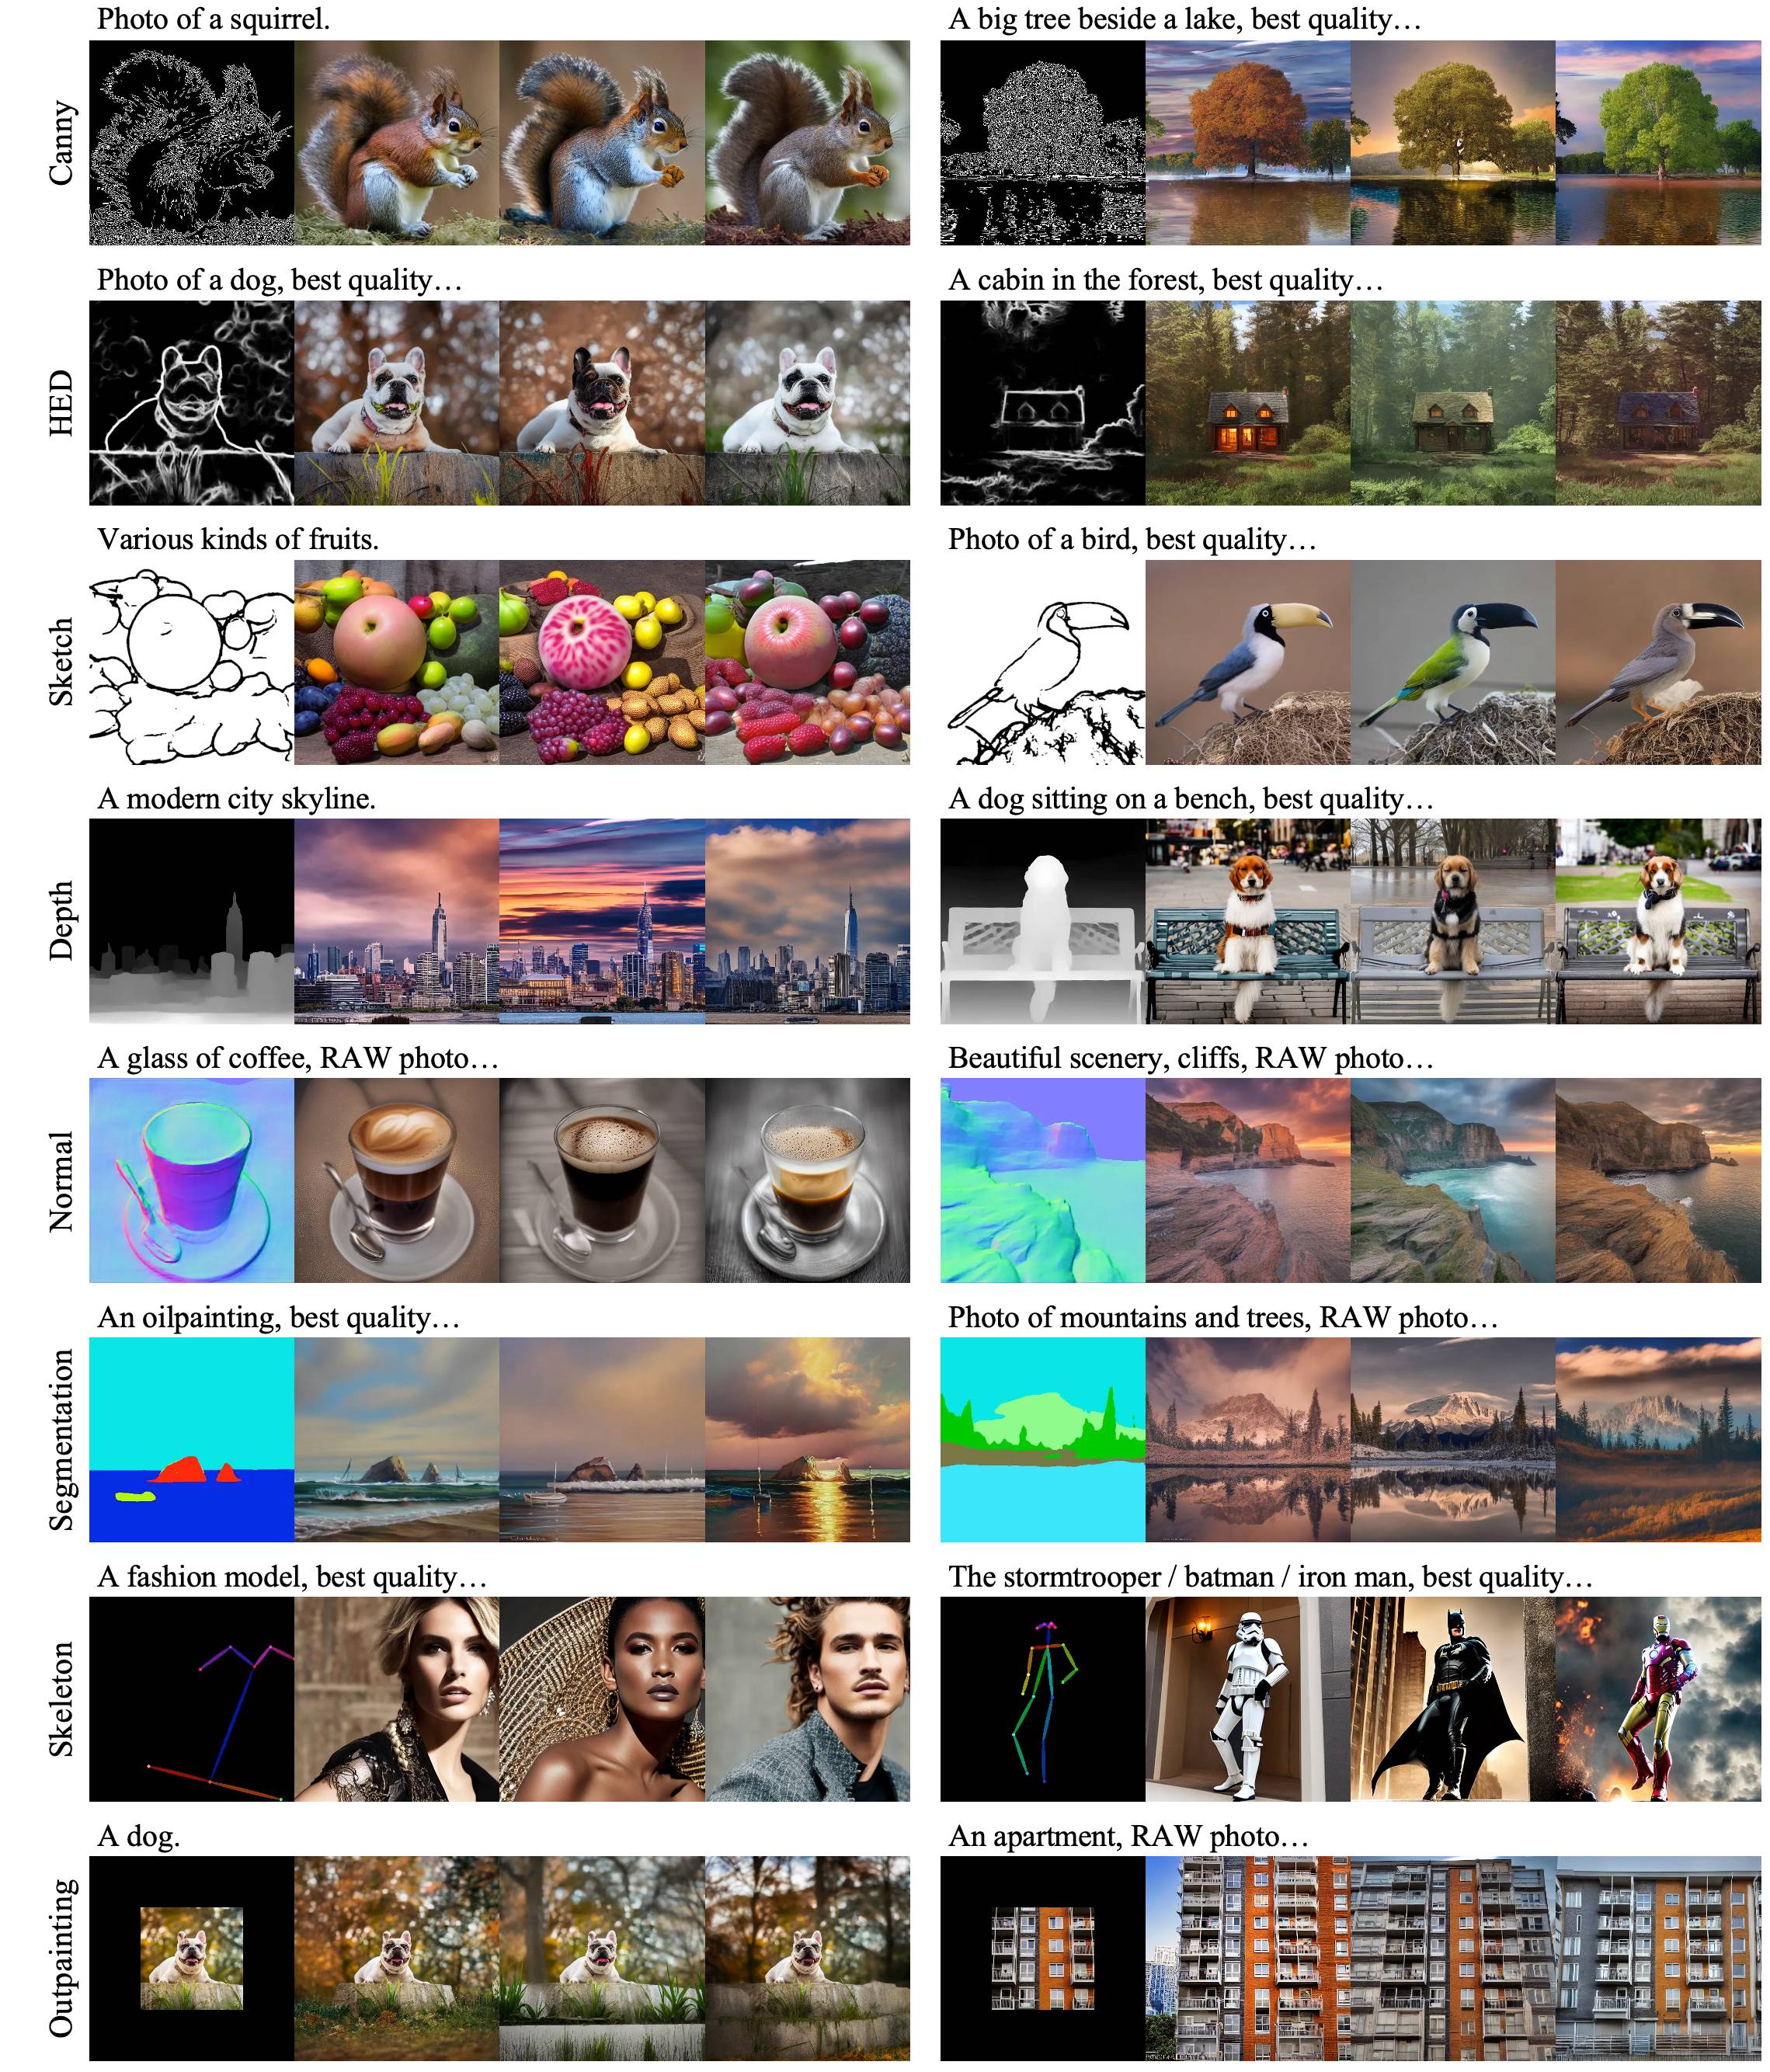 Photo of a squirrel.
A big tree beside a lake, best quality…
Canny
Photo of a dog, best quality…
A cabin in the forest, best quality…
HED
Various kinds of fruits.
Photo of a bird, best quality…
Sketch
A modern city skyline.
A dog sitting on a bench, best quality…
Depth
A glass of coffee, RAW photo…
Beautiful scenery, cliffs, RAW photo…
Normal
An oilpainting, best quality…
Photo of mountains and trees, RAW photo…
Segmentation
A fashion model, best quality…
The stormtrooper / batman / iron man, best quality…
Skeleton
A dog.
An apartment, RAW photo…
Outpainting